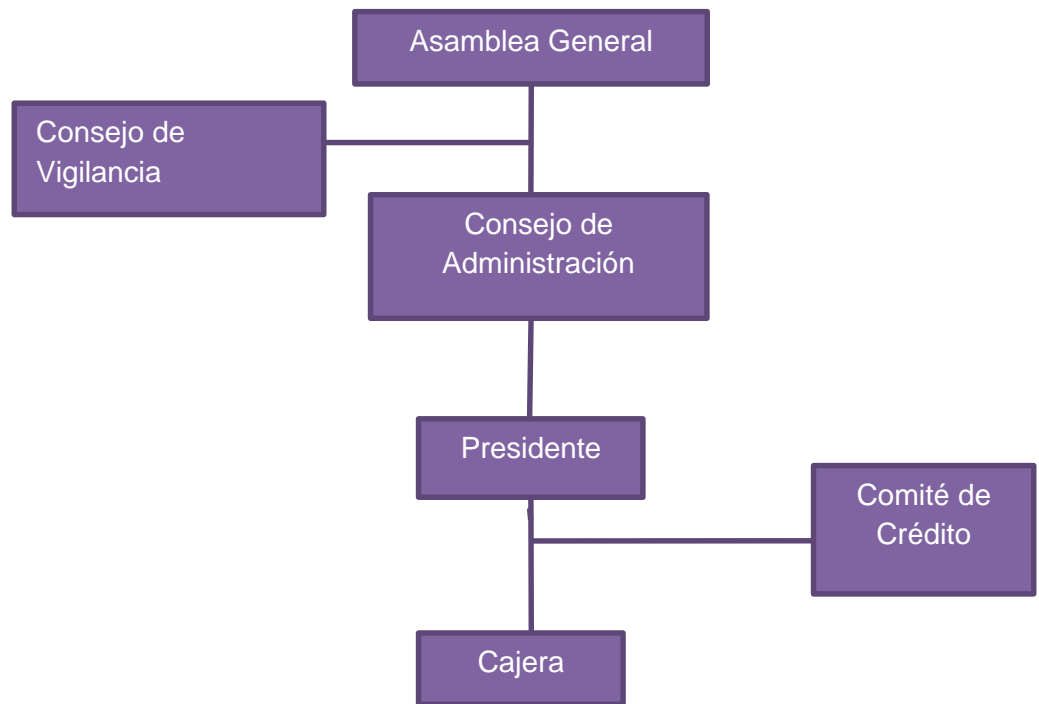 Asamblea General
Consejo de
Vigilancia
Consejo de
Administración
Presidente
Comité de
Crédito
Cajera